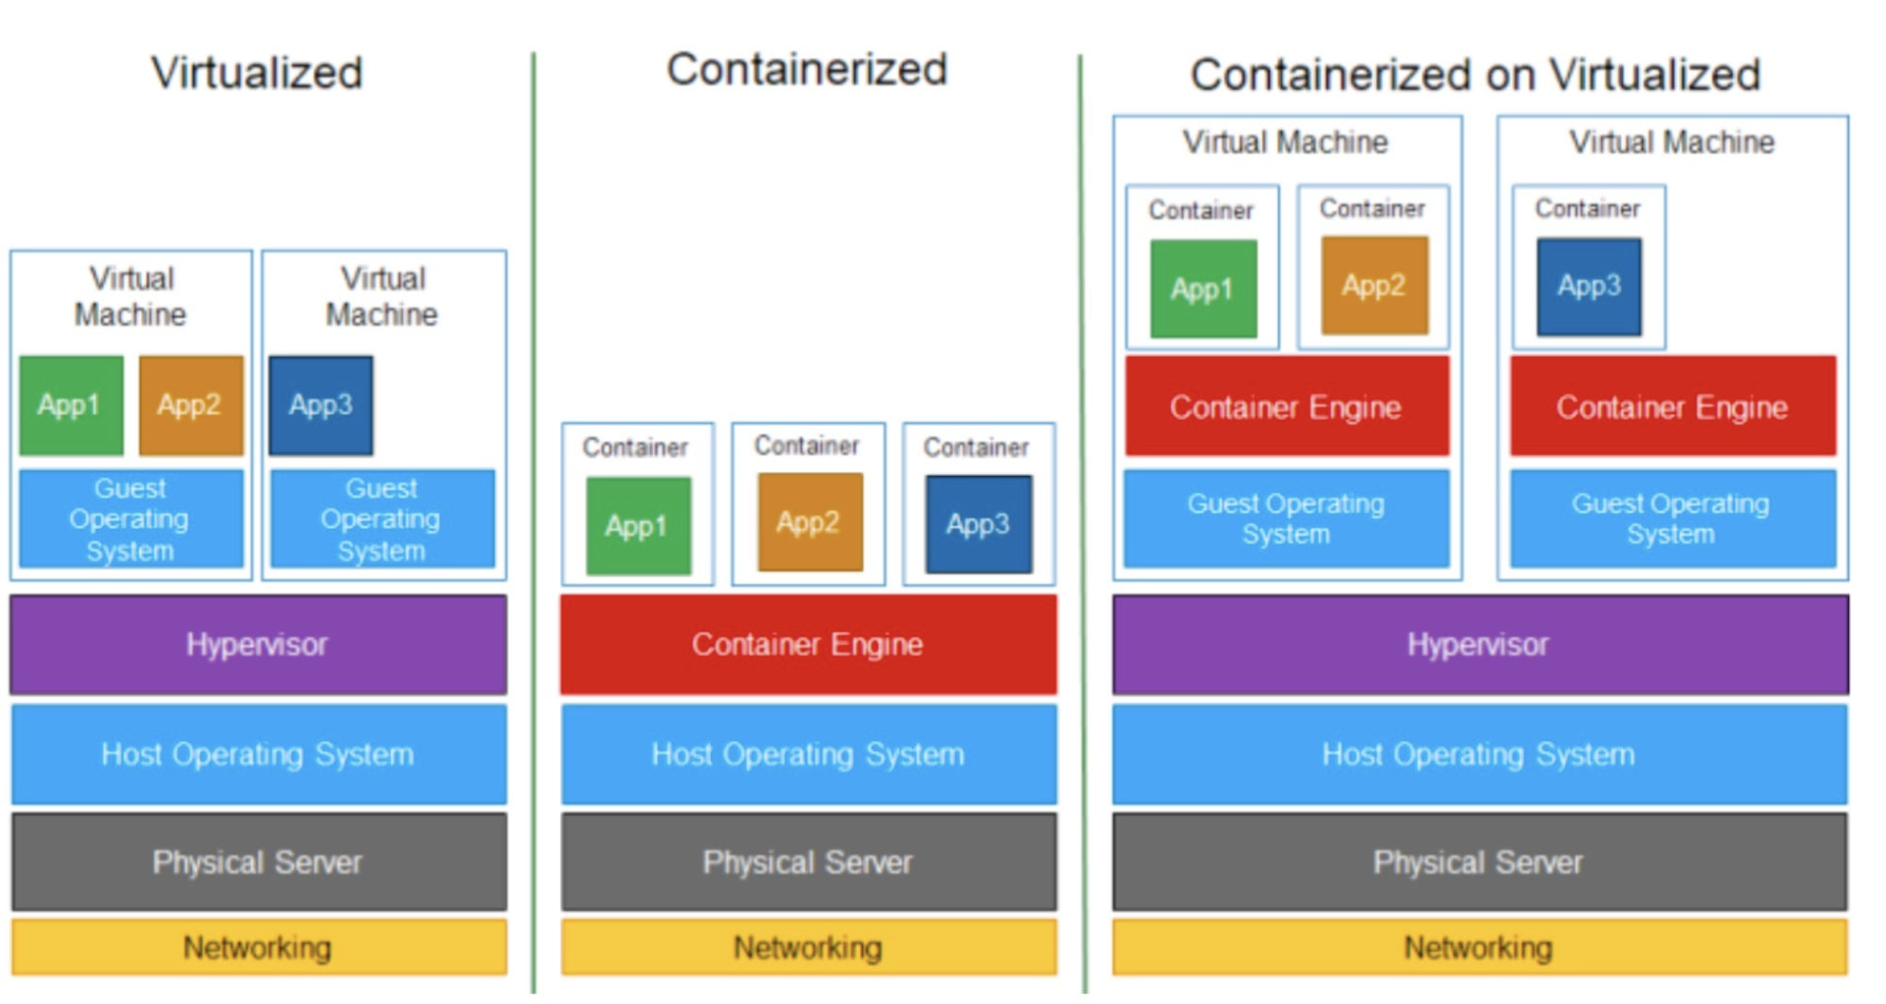 Virtualized
Virtual
Machine
Virtual
Machine
App1
App2
App3
Guest
Operating
System
Guest
Operating
System
Hypervisor
Host Operating System
Physical Server
Networking
Containerized
Container
Container
Container
App1
App2
App3
Container Engine
Host Operating System
Physical Server
Networking
Containerized on Virtualized
Virtual Machine
Container
Container
App1
App2
Container Engine
Guest Operating
System
Virtual Machine
Container
App3
Container Engine
Guest Operating
System
Hypervisor
Host Operating System
Physical Server
Networking